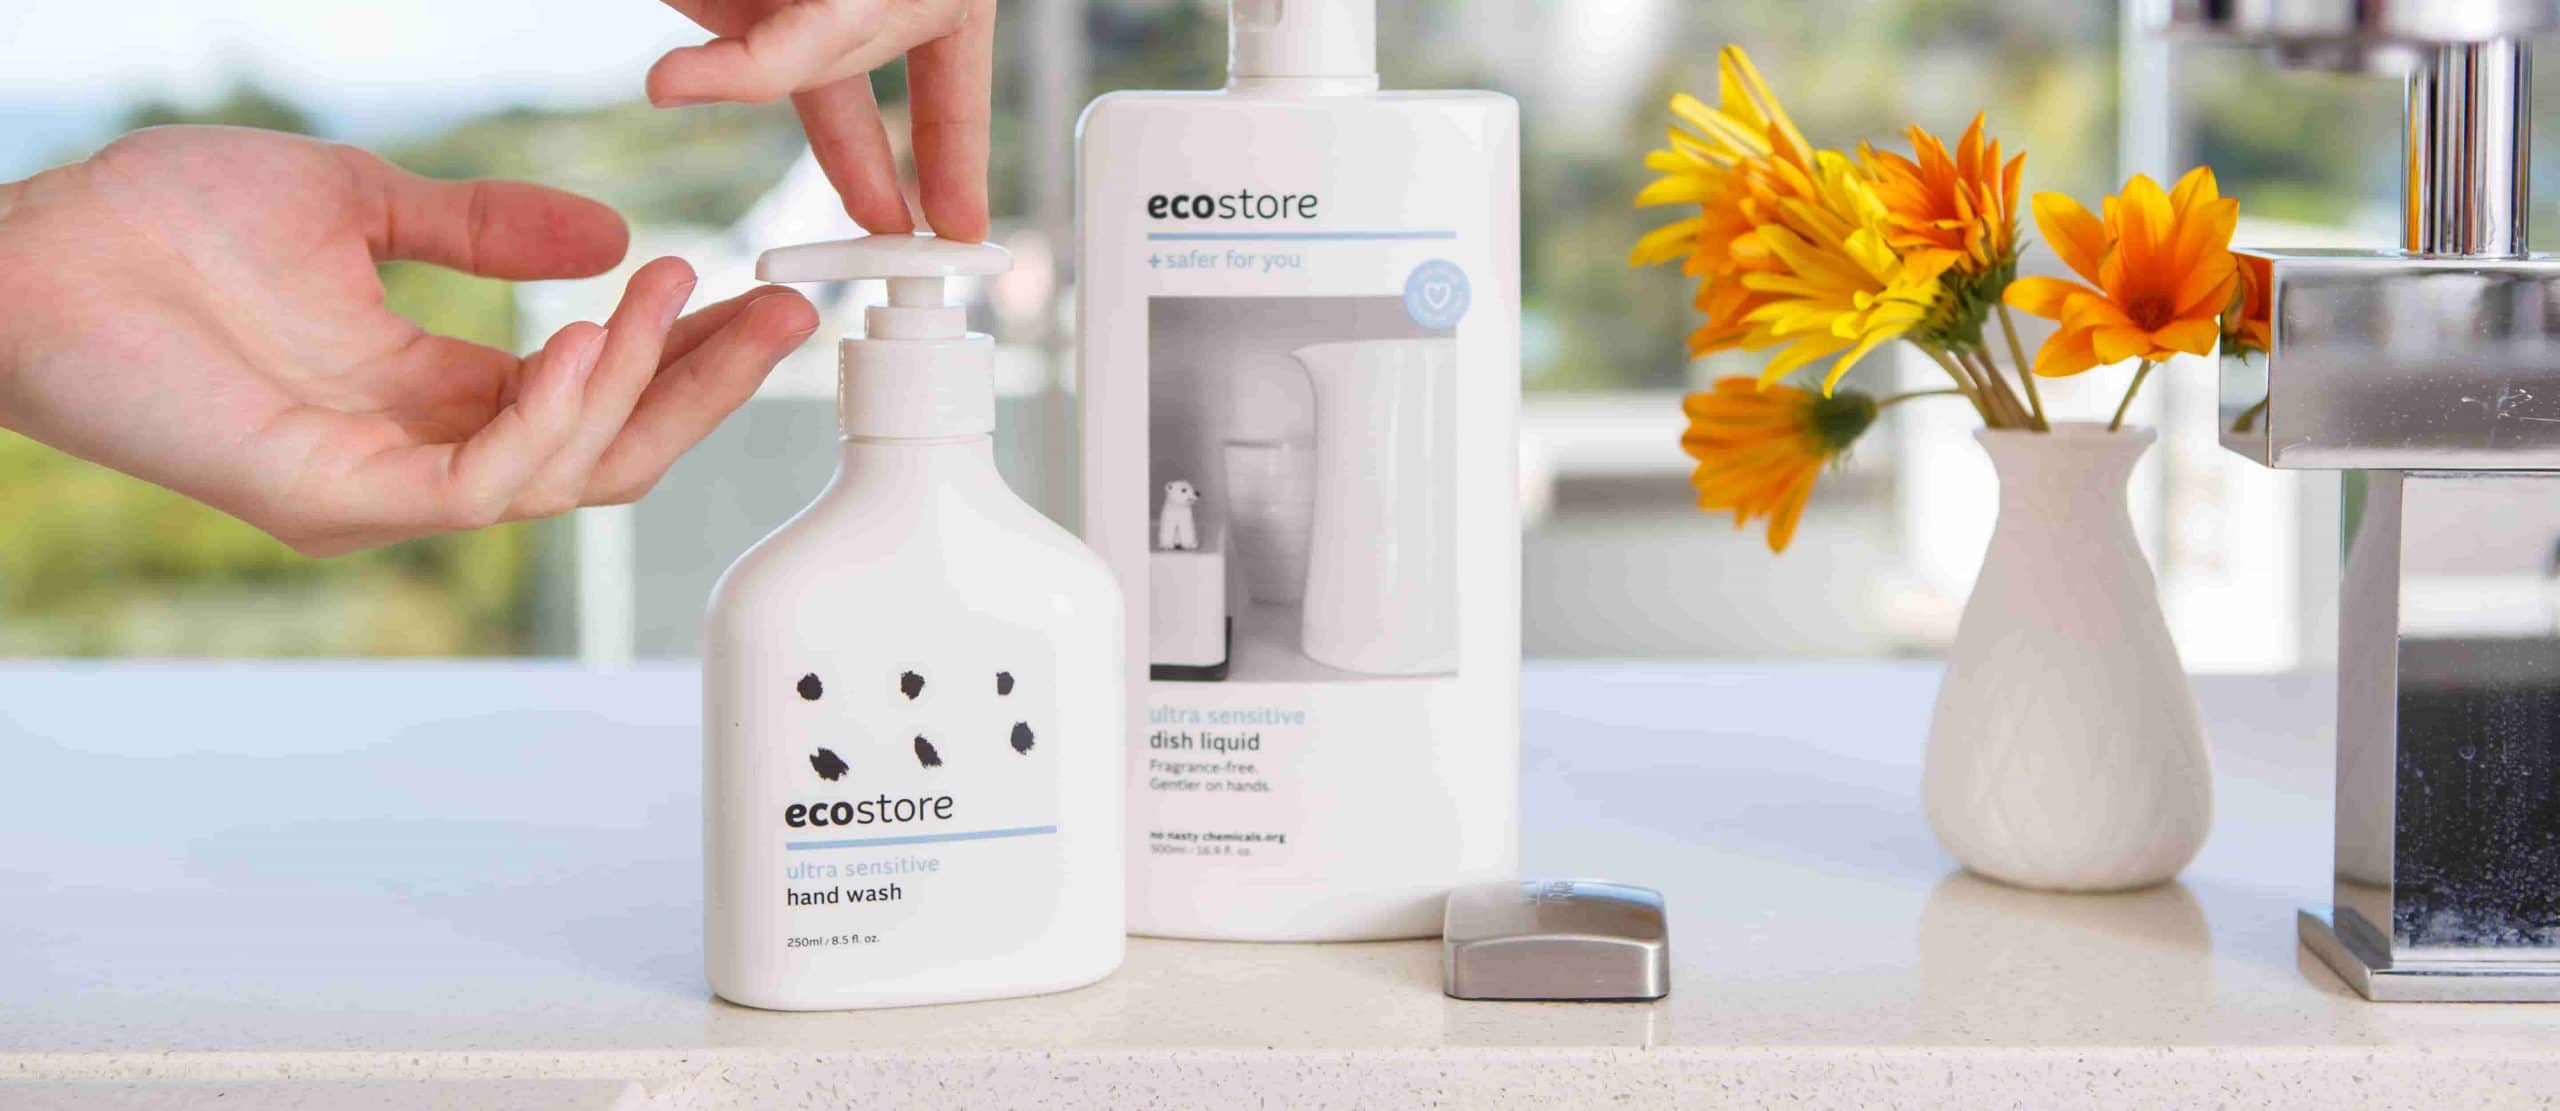 ecostore
ultra sensitive
hand wash
250ml / 8.5 fl. oz.
ecostore
+safer for you
ultra sensitive
dish liquid
Fragrance-free.
Gentler on hands.
no nasty chemicals.org
500ml / 16.9 fl. oz.